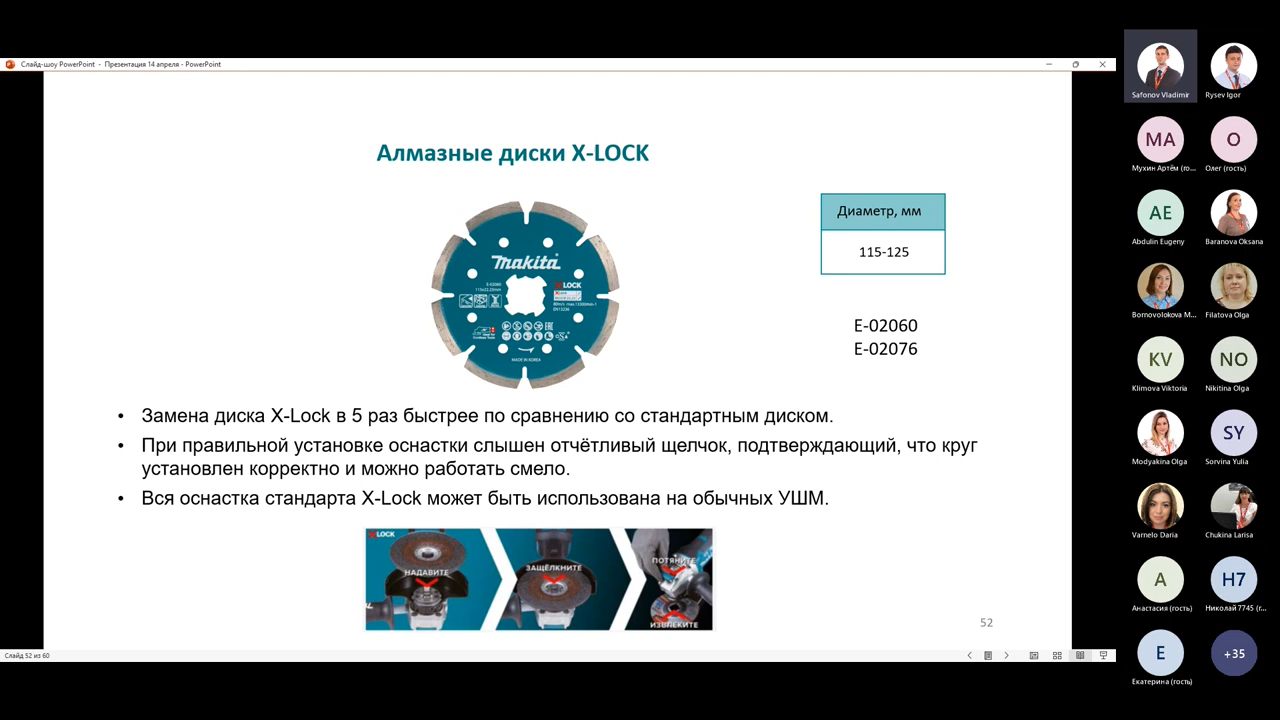 Слайд-шоу PowerPoint - Презентация 14 апреля - PowerPoint
Алмазные диски X-LOCK
Makita
E-02060
X-LOCK
MADE IN KOREA
Диаметр, мм
115-125
E-02060
E-02076
• Замена диска X-Lock в 5 раз быстрее по сравнению со стандартным диском.
• При правильной установке оснастки слышен отчётливый щелчок, подтверждающий, что круг
установлен корректно и можно работать смело.
• Вся оснастка стандарта X-Lock может быть использована на обычных УШМ.
X-LOCK
НАДАВИТЕ
ЗАЩЁЛКНИТЕ
ПОТЯНИТЕ
ИЗВЛЕКИТЕ
52
Слайд 52 из 60
Safonov Vladimir
Rysev Igor
MA
Мухин Артём (го...
O
Олег (гость)
AE
Abdulin Eugeny
Baranova Oksana
Bornovolokova M...
Filatova Olga
KV
Klimova Viktoria
NO
Nikitina Olga
Modyakina Olga
SY
Sorvina Yulia
Varnelo Daria
Chukina Larisa
A
Анастасия (гость)
H7
Николай 7745 (г...
E
Екатерина (гость)
+35